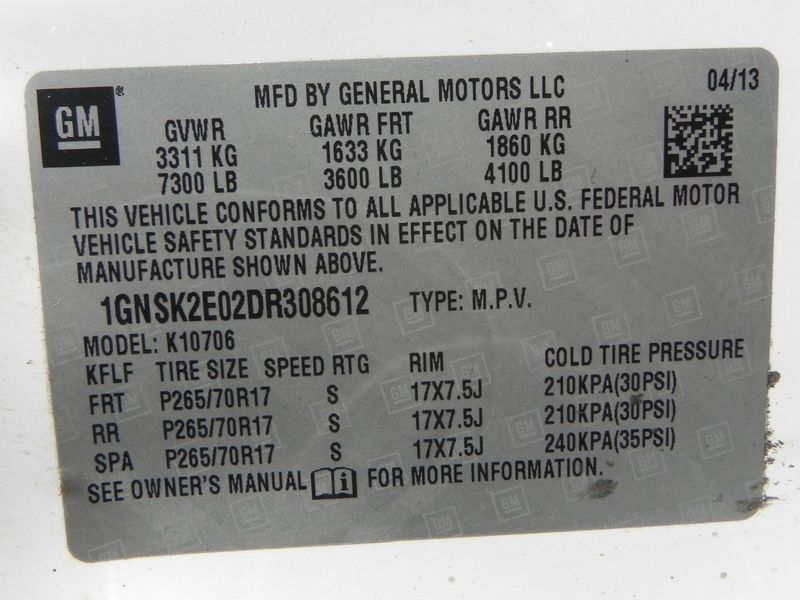 GM ®
MFD BY GENERAL MOTORS LLC 04/13
GVWR GAWR FRT GAWR RR
3311 KG 1633 KG 1860 KG
7300 LB 3600 LB 4100 LB
THIS VEHICLE CONFORMS TO ALL APPLICABLE U.S. FEDERAL MOTOR
VEHICLE SAFETY STANDARDS IN EFFECT ON THE DATE OF
MANUFACTURE SHOWN ABOVE.
1GNSK2E02DR308612 TYPE: M.P.V.
MODEL: K10706
KFLF TIRE SIZE SPEED RTG RIM COLD TIRE PRESSURE
FRT P265/70R17 S 17X7.5J 210KPA(30PSI)
RR P265/70R17 S 17X7.5J 210KPA(30PSI)
SPA P265/70R17 S 17X7.5J 240KPA(35PSI)
SEE OWNER'S MANUAL i FOR MORE INFORMATION.